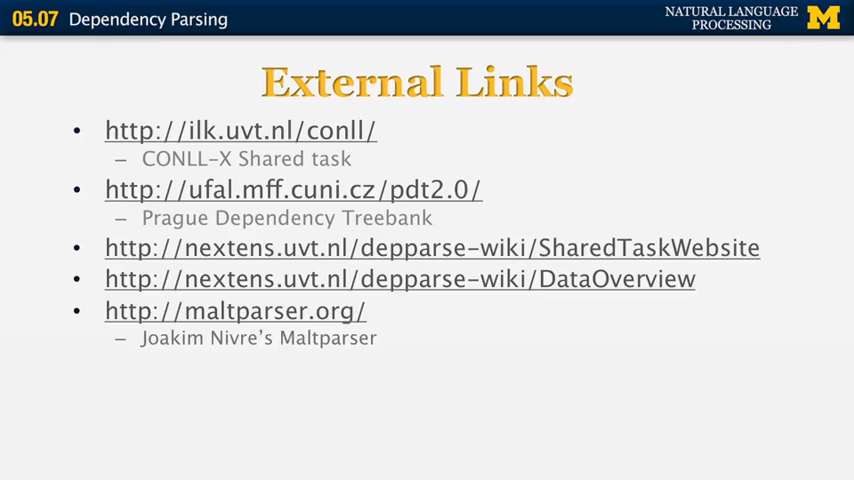 05.07 Dependency Parsing
NATURAL LANGUAGE
PROCESSING
M
External Links
• http://ilk.uvt.nl/conll/
– CONLL-X Shared task
• http://ufal.mff.cuni.cz/pdt2.0/
– Prague Dependency Treebank
• http://nextens.uvt.nl/depparse-wiki/SharedTaskWebsite
• http://nextens.uvt.nl/depparse-wiki/DataOverview
• http://maltparser.org/
– Joakim Nivre’s Maltparser